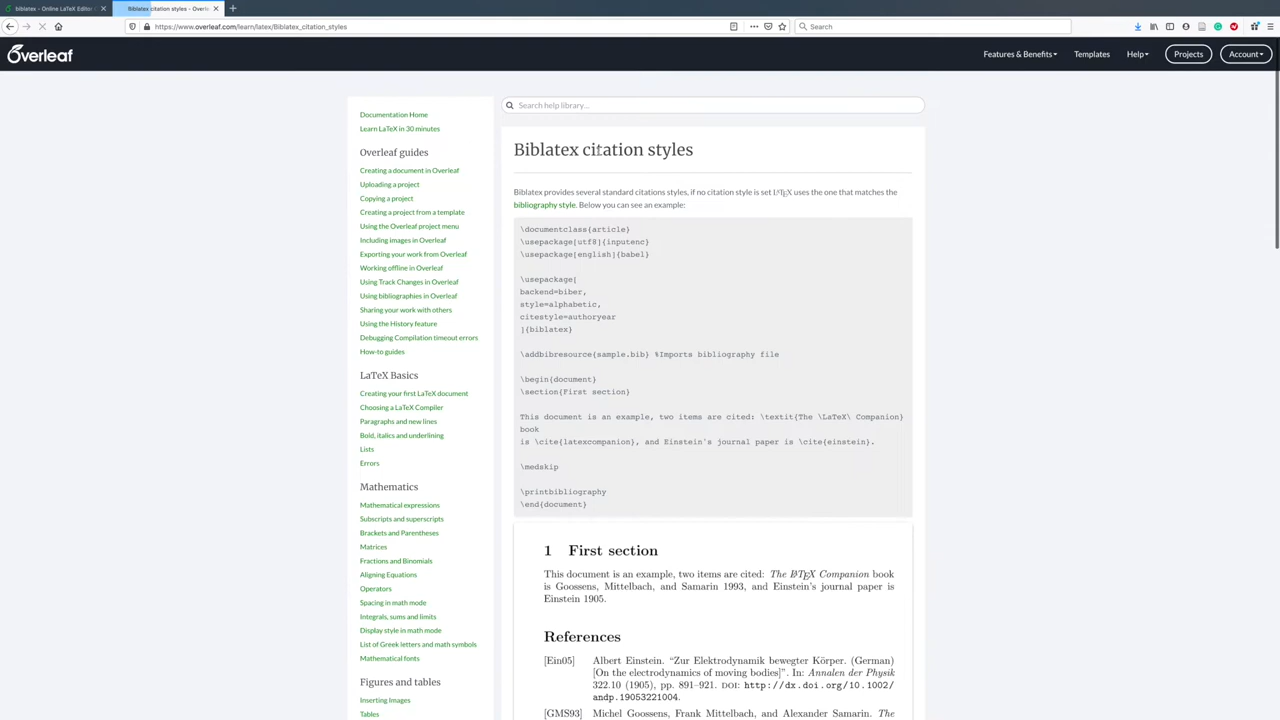 biblatex - Online LaTeX Editor
Biblatex citation styles - Overl
https://www.overleaf.com/learn/latex/Biblatex_citation_styles
Search
Overleaf
Features & Benefits
Templates
Help
Projects
Account
Documentation Home
Learn LaTeX in 30 minutes
Overleaf guides
Creating a document in Overleaf
Uploading a project
Copying a project
Creating a project from a template
Using the Overleaf project menu
Including images in Overleaf
Exporting your work from Overleaf
Working offline in Overleaf
Using Track Changes in Overleaf
Using bibliographies in Overleaf
Sharing your work with others
Using the History feature
Debugging Compilation timeout errors
How-to guides
LaTeX Basics
Creating your first LaTeX document
Choosing a LaTeX Compiler
Paragraphs and new lines
Bold, italics and underlining
Lists
Errors
Mathematics
Mathematical expressions
Subscripts and superscripts
Brackets and Parentheses
Matrices
Fractions and Binomials
Aligning Equations
Operators
Spacing in math mode
Integrals, sums and limits
Display style in math mode
List of Greek letters and math symbols
Mathematical fonts
Figures and tables
Inserting Images
Tables
Search help library...
Biblatex citation styles
Biblatex provides several standard citations styles, if no citation style is set LATEX uses the one that matches the
bibliography style. Below you can see an example:
\documentclass{article}
\usepackage[utf8]{inputenc}
\usepackage[english]{babel}
\usepackage[
backend=biber,
style=alphabetic,
citestyle=authoryear
]{biblatex}
\addbibresource{sample.bib} %Imports bibliography file
\begin{document}
\section{First section}
This document is an example, two items are cited: \textit{The \LaTeX\ Companion}
book
is \cite{latexcompanion}, and Einstein's journal paper is \cite{einstein}.
\medskip
\printbibliography
\end{document}
1 First section
This document is an example, two items are cited: The LATEX Companion book
is Goossens, Mittelbach, and Samarin 1993, and Einstein's journal paper is
Einstein 1905.
References
[Ein05] Albert Einstein. “Zur Elektrodynamik bewegter Körper. (German)
[On the electrodynamics of moving bodies]”. In: Annalen der Physik
322.10 (1905), pp. 891–921. DOI: http://dx.doi.org/10.1002/
andp.19053221004.
[GMS93] Michel Goossens, Frank Mittelbach, and Alexander Samarin. The